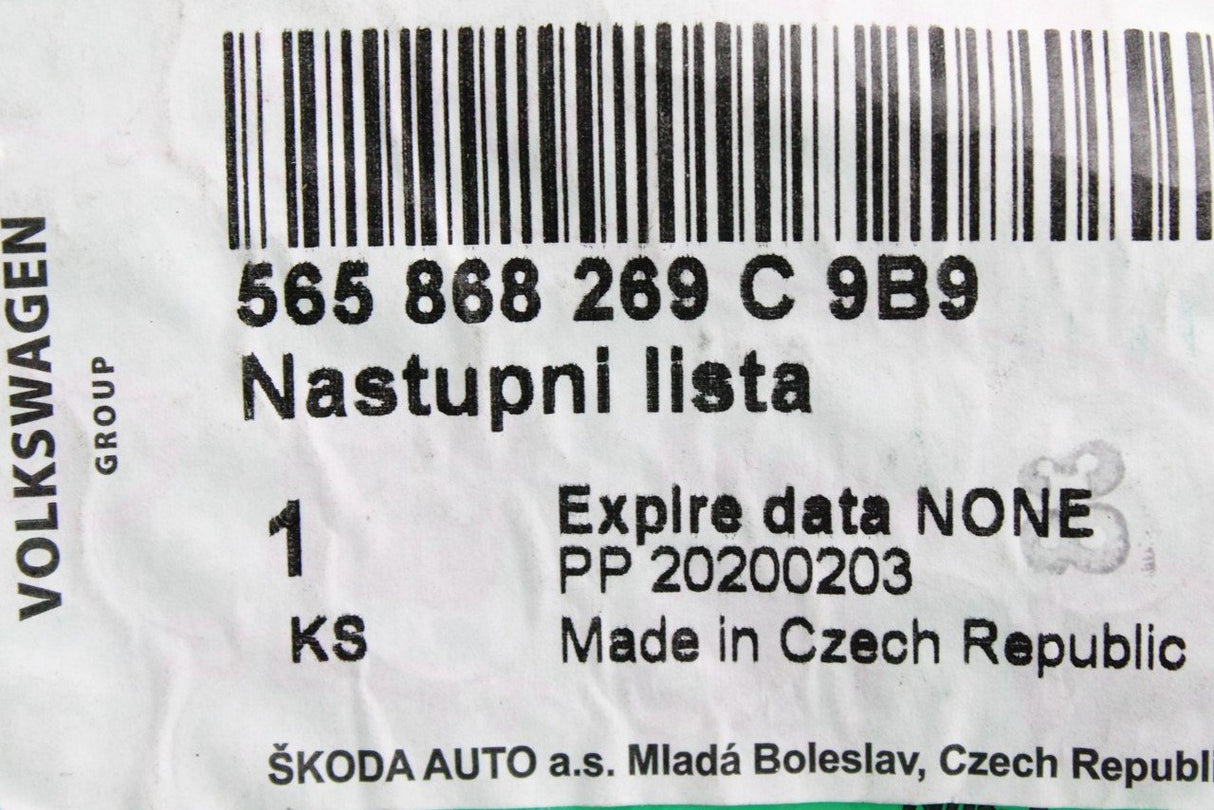 VOLKSWAGEN
GROUP
565 868 269 C 9B9
Nastupni lista
1
KS
Expire data NONE
PP 20200203
Made in Czech Republic
ŠKODA AUTO a.s. Mladá Boleslav, Czech Republi